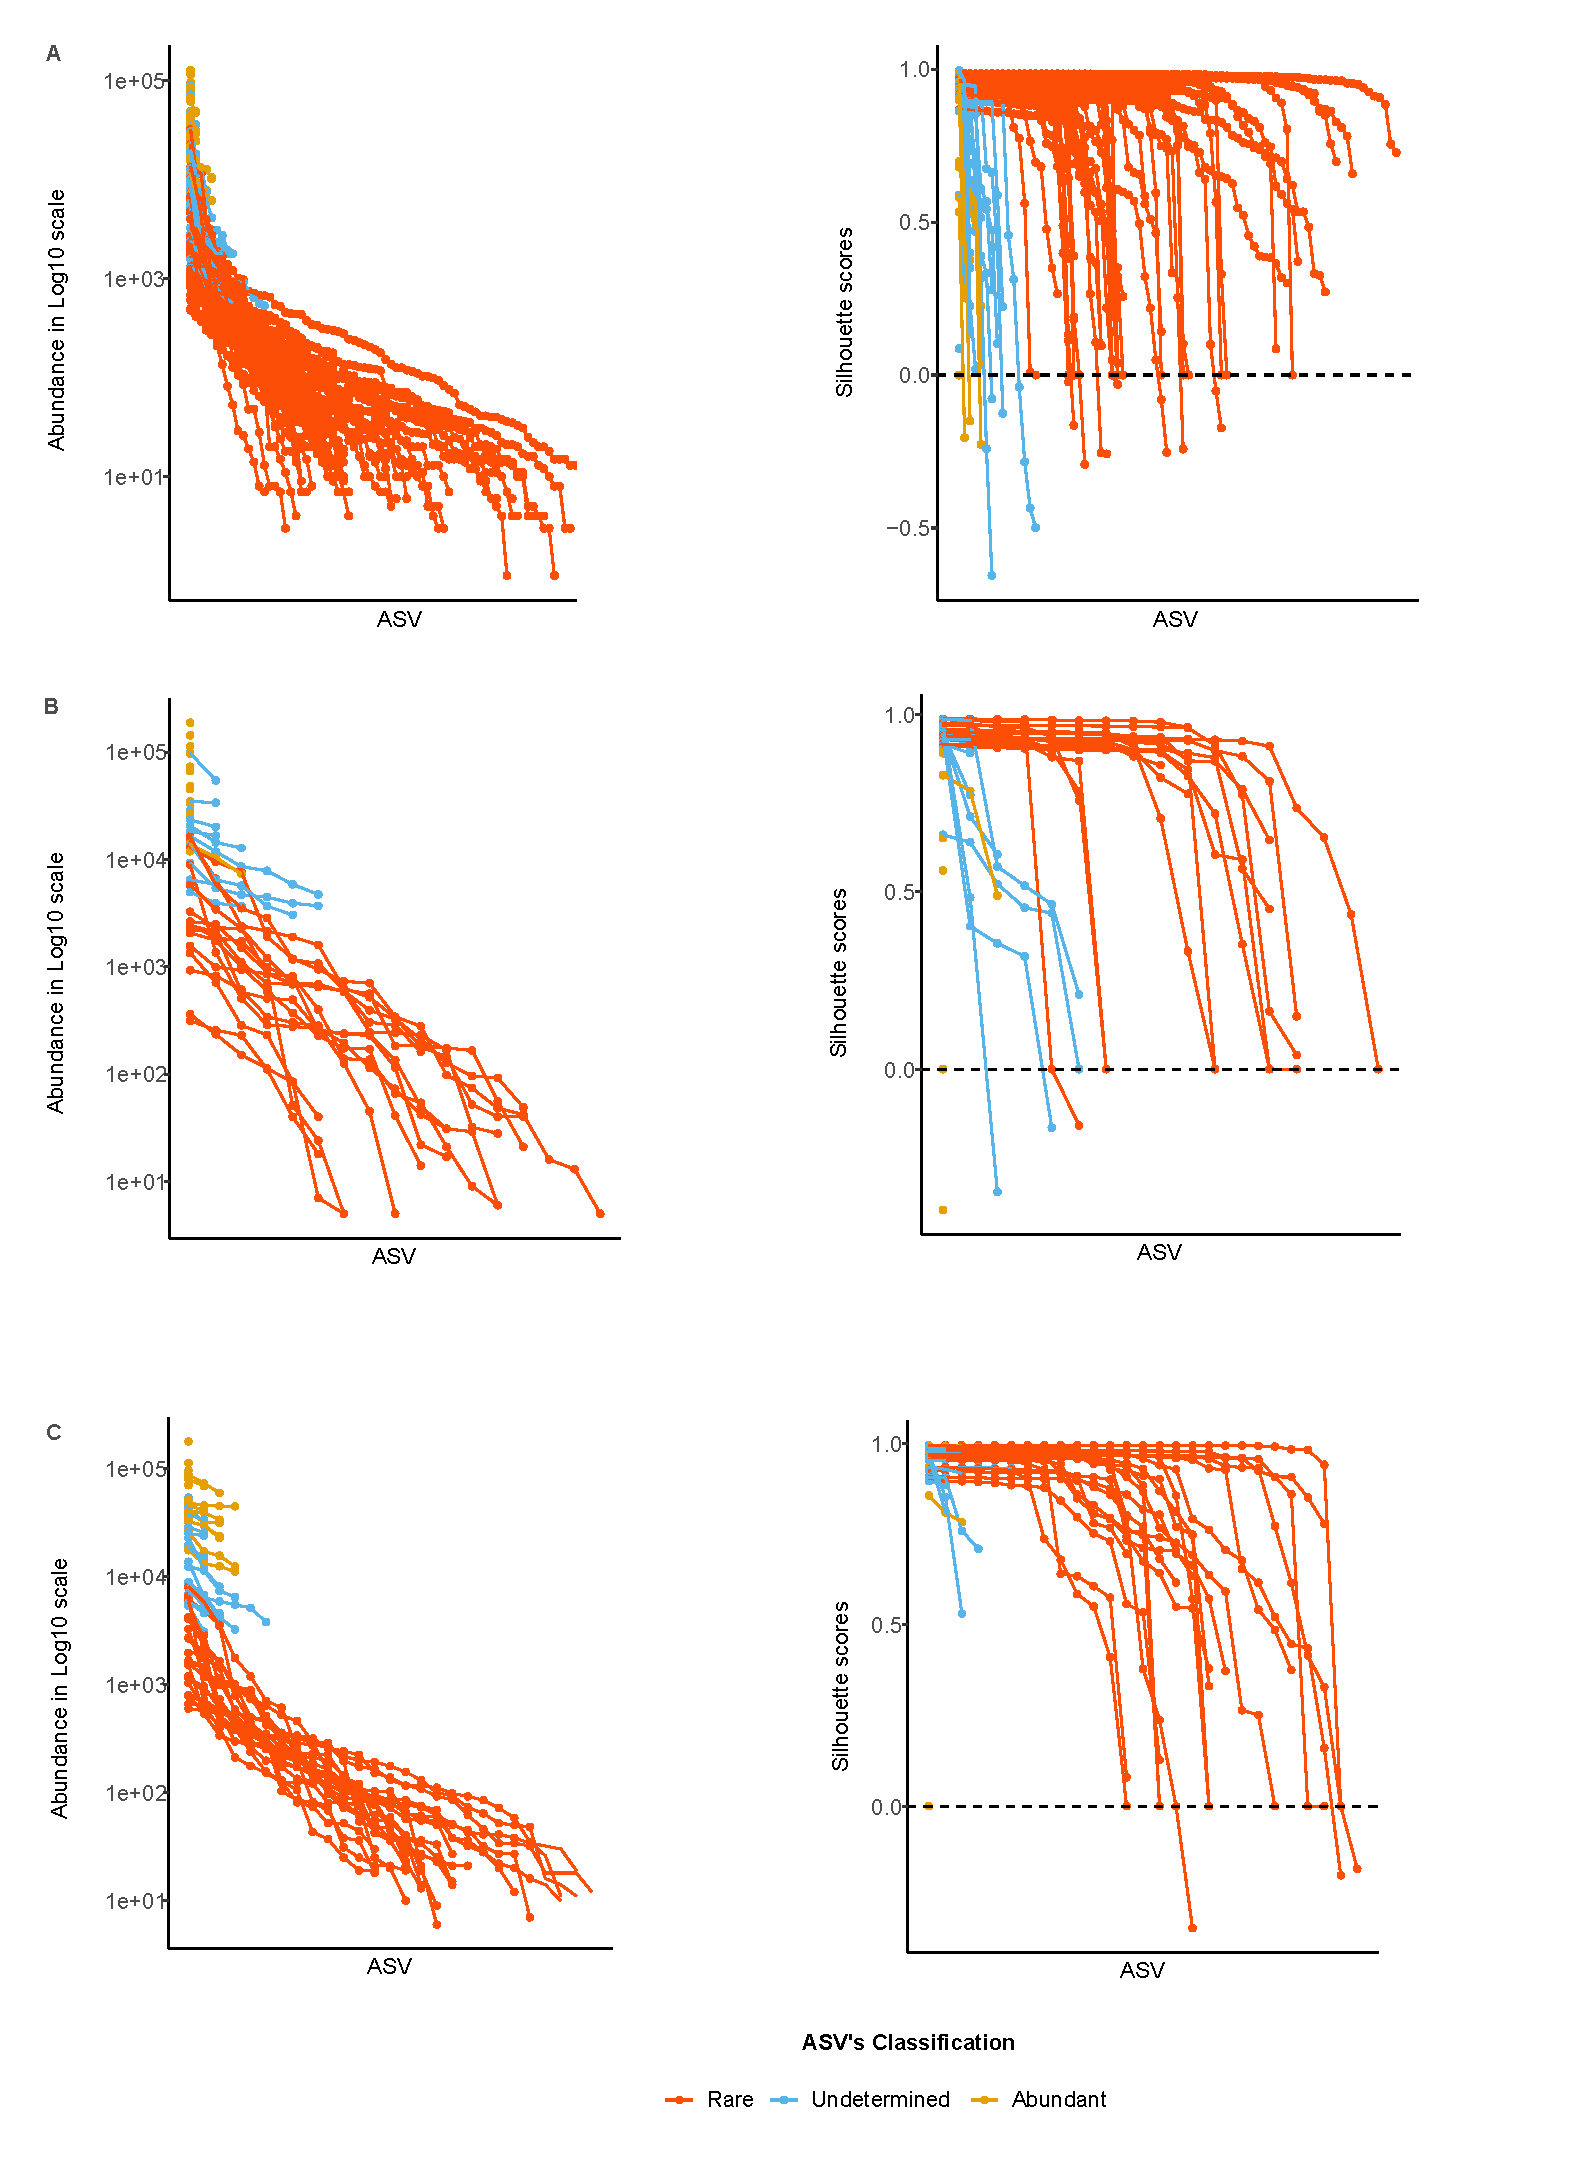 A
1e+05
1e+03
1e+01
Abundance in Log10 scale
ASV
1.0
0.5
0.0
−0.5
Silhouette scores
ASV
B
1e+05
1e+04
1e+03
1e+02
1e+01
Abundance in Log10 scale
ASV
1.0
0.5
0.0
Silhouette scores
ASV
C
1e+05
1e+04
1e+03
1e+02
1e+01
Abundance in Log10 scale
ASV
1.0
0.5
0.0
Silhouette scores
ASV
ASV's Classification
Rare Undetermined Abundant